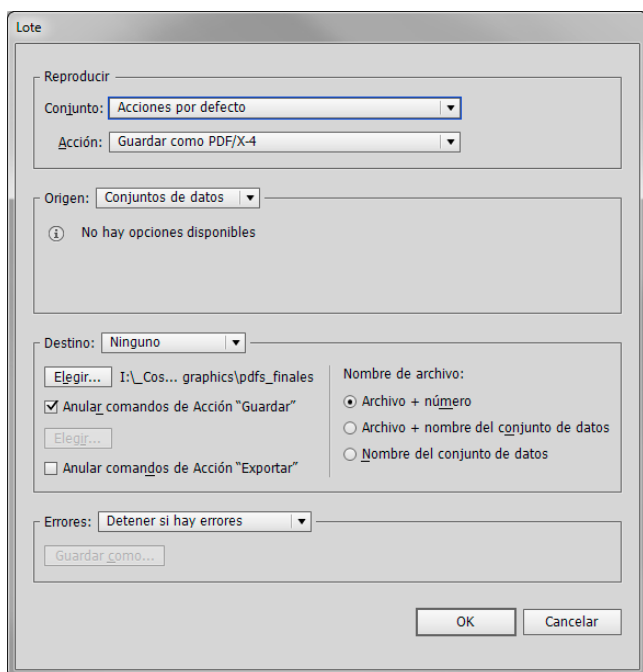 Lote
Reproducir
Conjunto: Acciones por defecto
Acción: Guardar como PDF/X-4
Origen: Conjuntos de datos
No hay opciones disponibles
Destino: Ninguno
Elegir... I:\_Cos... graphics\pdfs_finales
Anular comandos de Acción "Guardar"
Elegir...
Anular comandos de Acción "Exportar"
Nombre de archivo:
Archivo + número
Archivo + nombre del conjunto de datos
Nombre del conjunto de datos
Errores: Detener si hay errores
Guardar como...
OK Cancelar